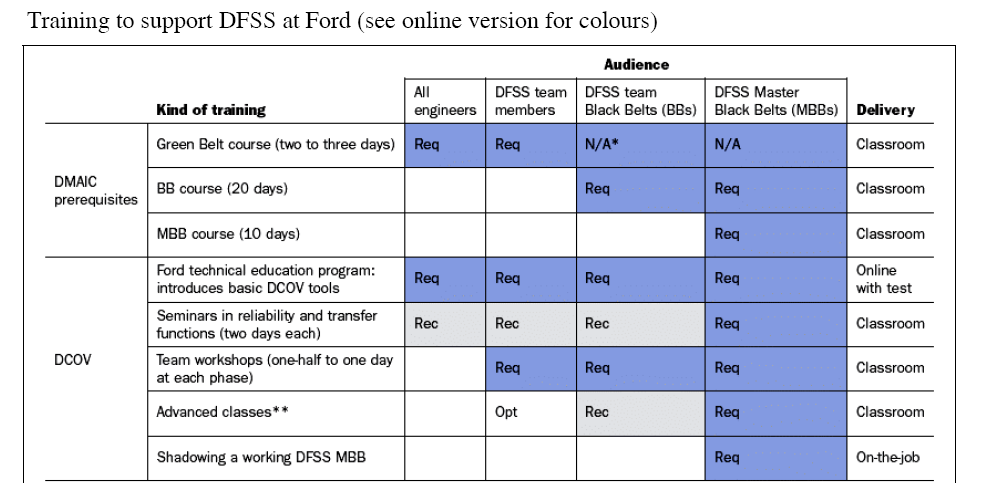 Training to support DFSS at Ford (see online version for colours)
Audience
Kind of training
All engineers
DFSS team members
DFSS team Black Belts (BBs)
DFSS Master Black Belts (MBBs)
Delivery
DMAIC prerequisites
Green Belt course (two to three days) Req Req N/A* N/A Classroom
BB course (20 days) Req Req Classroom
MBB course (10 days) Req Classroom
DCOV
Ford technical education program: introduces basic DCOV tools Req Req Req Req Online with test
Seminars in reliability and transfer functions (two days each) Rec Rec Rec Req Classroom
Team workshops (one-half to one day at each phase) Req Req Req Classroom
Advanced classes** Opt Rec Req Classroom
Shadowing a working DFSS MBB Req On-the-job